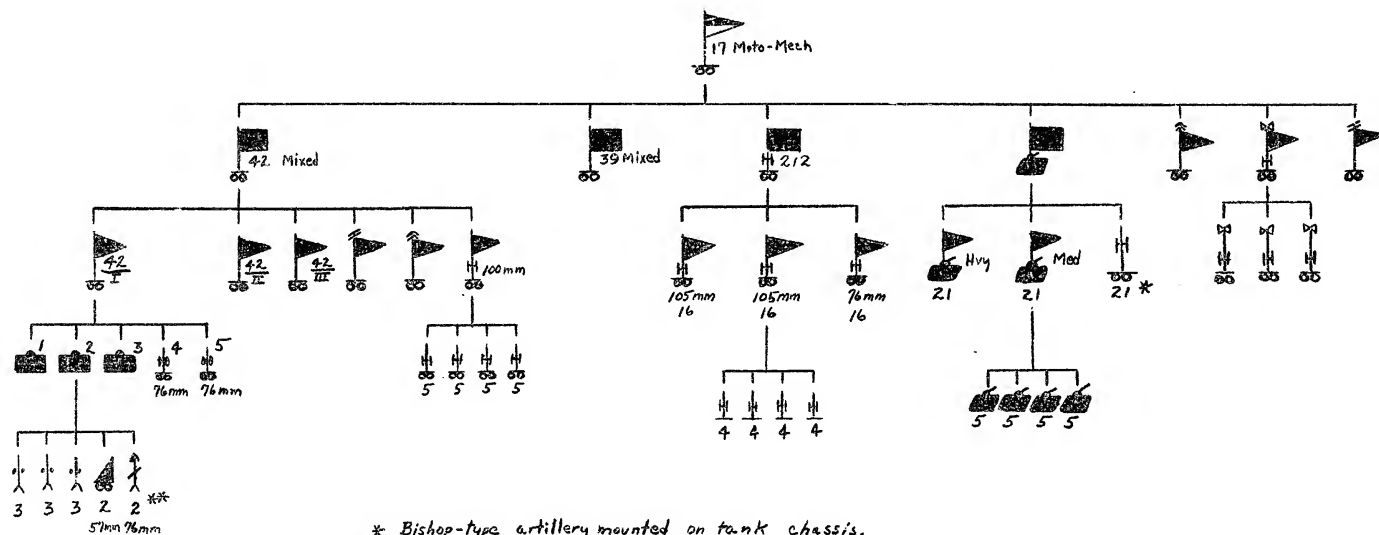 17 Moto-Mech
42 Mixed
39 Mixed
212
42
I
42
II
42
III
100mm
105mm
16
105mm
16
76mm
16
Hvy
21
Med
21
21 *
1 2 3 4 5
76mm 76mm
5 5 5 5
4 4 4 4
5 5 5 5
3 3 3 2 2 **
57mm 76mm
* Bishop-type artillery mounted on tank chassis.